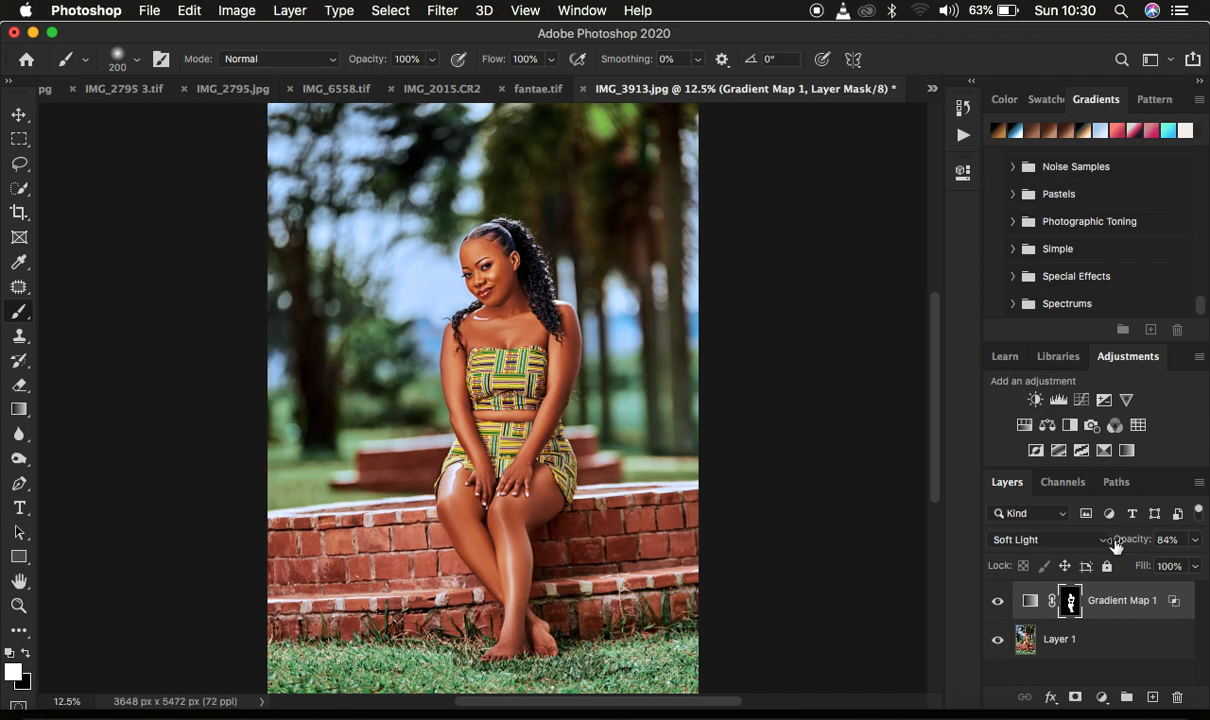 Photoshop File Edit Image Layer Type Select Filter 3D View Window Help 63% Sun 10:30
Adobe Photoshop 2020
200 Mode: Normal Opacity: 100% Flow: 100% Smoothing: 0% 0°
pg × IMG_2795 3.tif × IMG_2795.jpg × IMG_6558.tif × IMG_2015.CR2 × fantae.tif × IMG_3913.jpg @ 12.5% (Gradient Map 1, Layer Mask/8) *
Color Swatche Gradients Pattern
Noise Samples
Pastels
Photographic Toning
Simple
Special Effects
Spectrums
Learn Libraries Adjustments
Add an adjustment
Layers Channels Paths
Kind
Soft Light Opacity: 84%
Lock: Fill: 100%
Gradient Map 1
Layer 1
12.5% 3648 px x 5472 px (72 ppi)